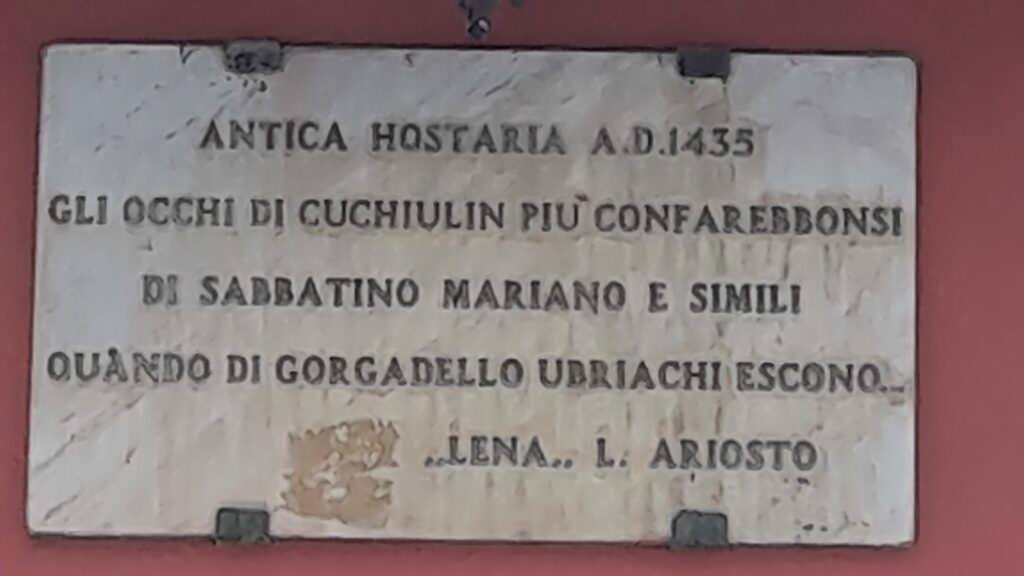 ANTICA HOSTARIA A.D.1435
GLI OCCHI DI CUCHIULIN PIU` CONFAREBBONSI
DI SABBATINO MARIANO E SIMILI
QUÀNDO DI GORGADELLO UBRIACHI ESCONO..
..LENA.. L. ARIOSTO